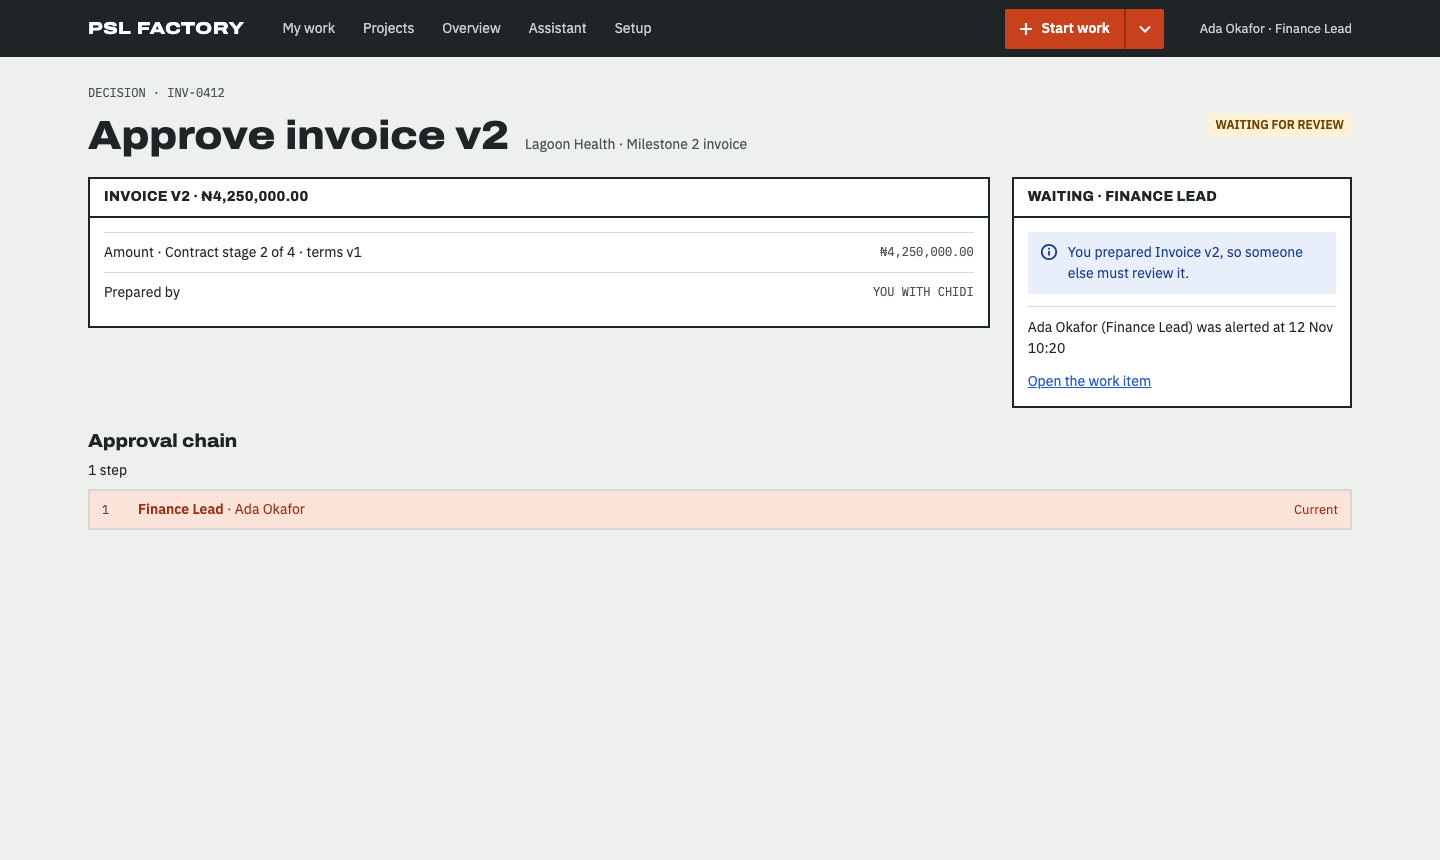 PSL FACTORY
My work
Projects
Overview
Assistant
Setup
Start work
Ada Okafor · Finance Lead
DECISION · INV-0412
Approve invoice v2
Lagoon Health · Milestone 2 invoice
WAITING FOR REVIEW
INVOICE V2 · ₦4,250,000.00
Amount · Contract stage 2 of 4 · terms v1
₦4,250,000.00
Prepared by
YOU WITH CHIDI
WAITING · FINANCE LEAD
You prepared Invoice v2, so someone
else must review it.
Ada Okafor (Finance Lead) was alerted at 12 Nov
10:20
Open the work item
Approval chain
1 step
1
Finance Lead · Ada Okafor
Current